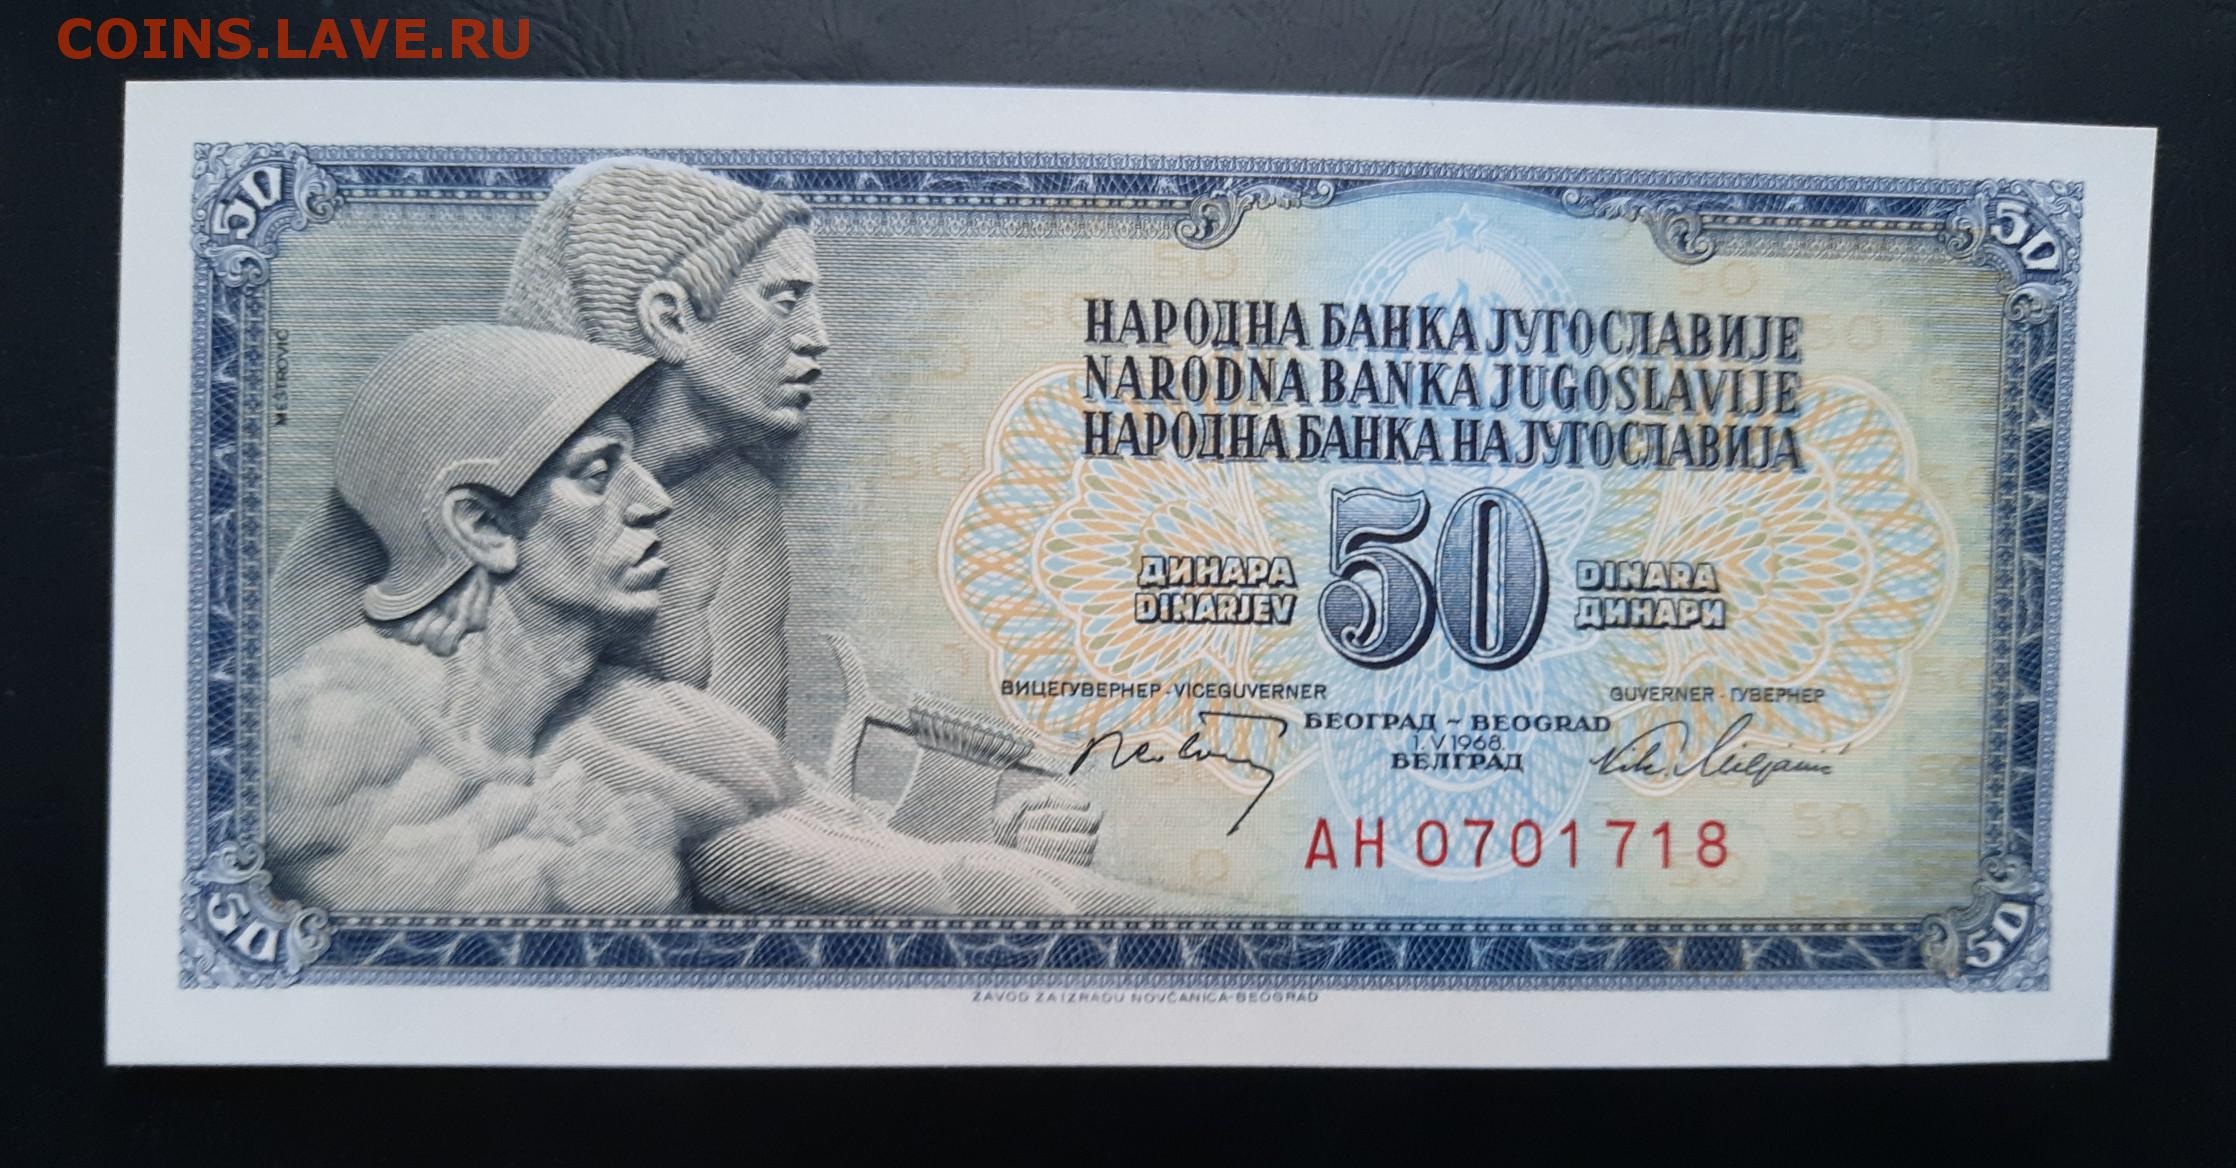 COINS.LAVE.RU
50
50
MEŠTROVIĆ
НАРОДНА БАНКА ЈУГОСЛАВИЈЕ
NARODNA BANKA JUGOSLAVIJE
НАРОДНА БАНКА НА ЈУГОСЛАВИЈА
ДИНАРА 50 DINARA
DINARJEV ДИНАРИ
ВИЦЕГУВЕРНЕР - VICEGUVERNER GUVERNER - ГУВЕРНЕР
БЕОГРАД ~ BEOGRAD
1.V.1968.
БЕЛГРАД
АН 0701718
50
50
ZAVOD ZA IZRADU NOVČANICA-BEOGRAD